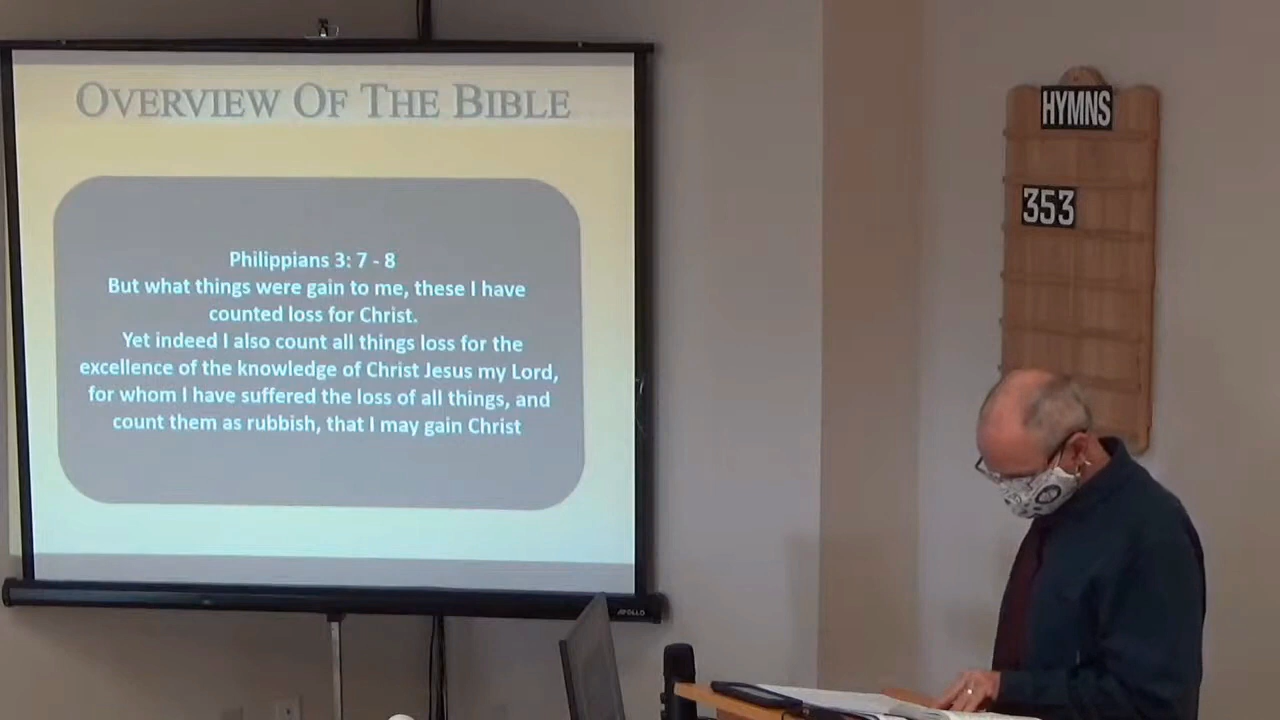 OVERVIEW OF THE BIBLE
Philippians 3: 7 - 8
But what things were gain to me, these I have
counted loss for Christ.
Yet indeed I also count all things loss for the
excellence of the knowledge of Christ Jesus my Lord,
for whom I have suffered the loss of all things, and
count them as rubbish, that I may gain Christ
APOLLO
HYMNS
353